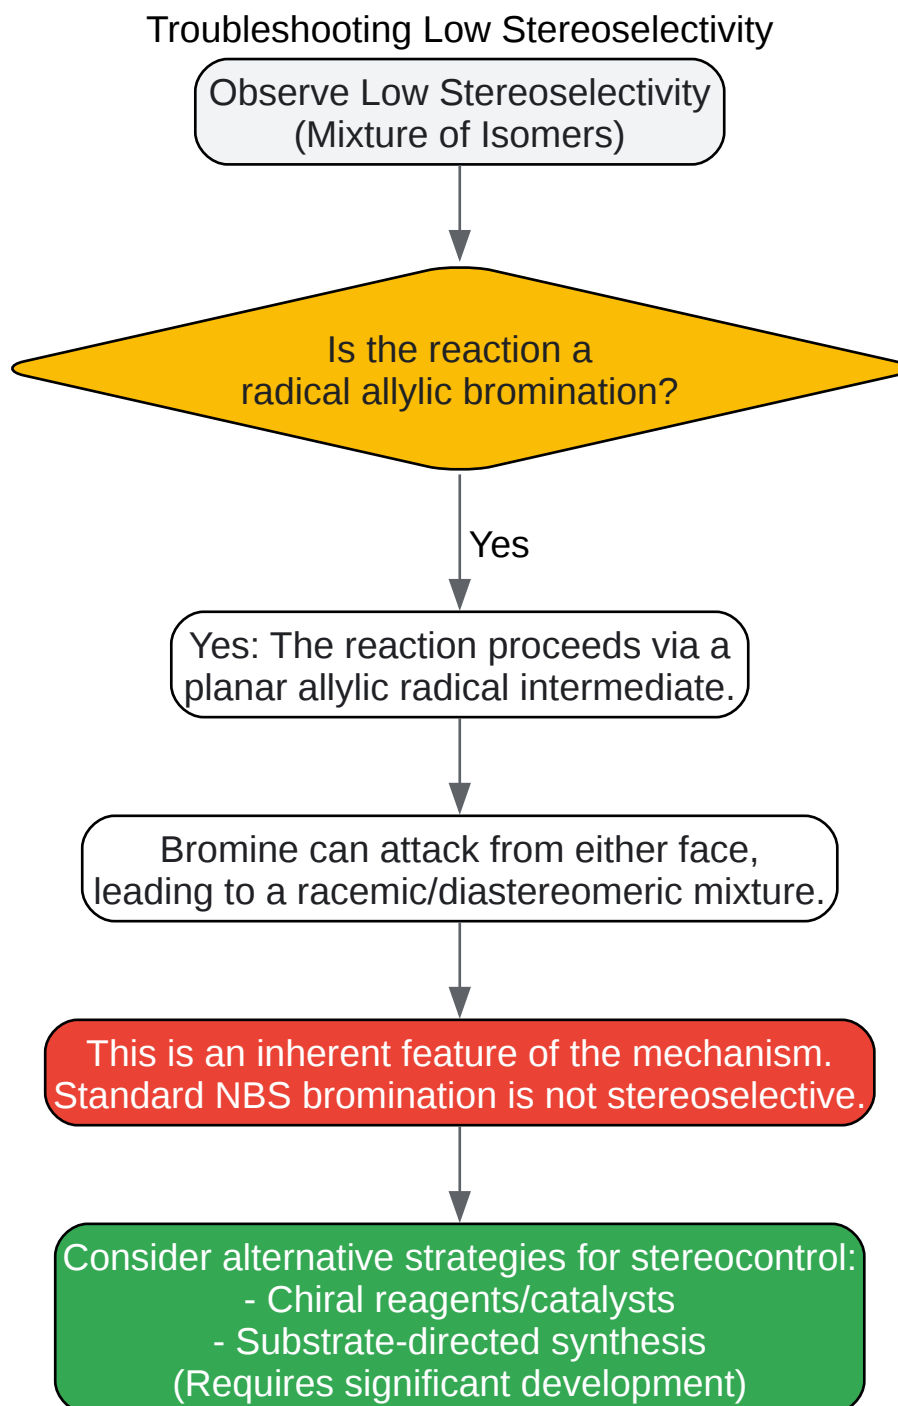 Troubleshooting Low Stereoselectivity
Observe Low Stereoselectivity
(Mixture of Isomers)
Is the reaction a
radical allylic bromination?
Yes
Yes: The reaction proceeds via a
planar allylic radical intermediate.
Bromine can attack from either face,
leading to a racemic/diastereomeric mixture.
This is an inherent feature of the mechanism.
Standard NBS bromination is not stereoselective.
Consider alternative strategies for stereocontrol:
- Chiral reagents/catalysts
- Substrate-directed synthesis
(Requires significant development)